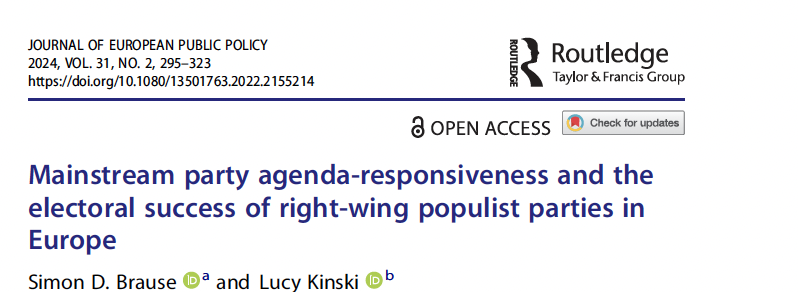 JOURNAL OF EUROPEAN PUBLIC POLICY
2024, VOL. 31, NO. 2, 295–323
https://doi.org/10.1080/13501763.2022.2155214
ROUTLEDGE
Routledge
Taylor & Francis Group
OPEN ACCESS
Check for updates
Mainstream party agenda-responsiveness and the
electoral success of right-wing populist parties in
Europe
Simon D. Brause iD a and Lucy Kinski iD b